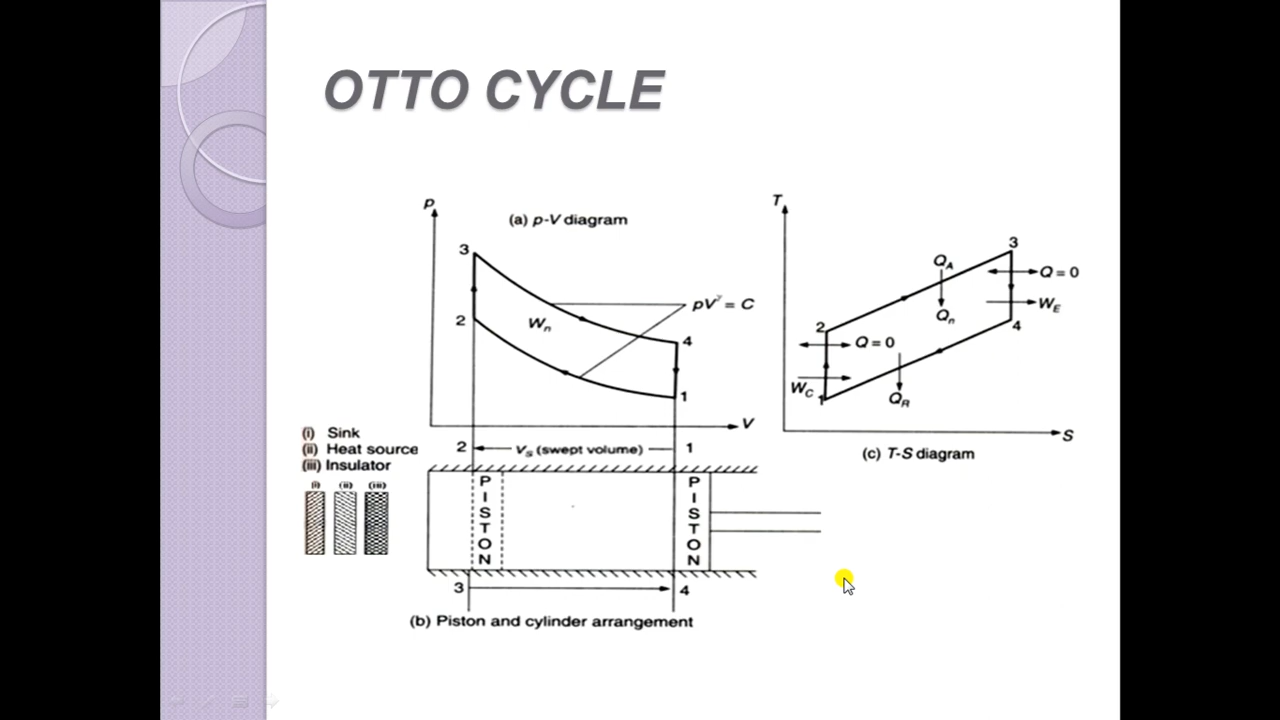 OTTO CYCLE
p
(a) p-V diagram
3
2
W_n
pV^γ = C
4
1
V
T
Q_A
3
Q = 0
Q_n
W_E
2
4
Q = 0
W_C
1
Q_R
S
(c) T-S diagram
(i) Sink
(ii) Heat source
(iii) Insulator
(i) (ii) (iii)
2
V_s (swept volume)
1
PISTON
PISTON
3
4
(b) Piston and cylinder arrangement